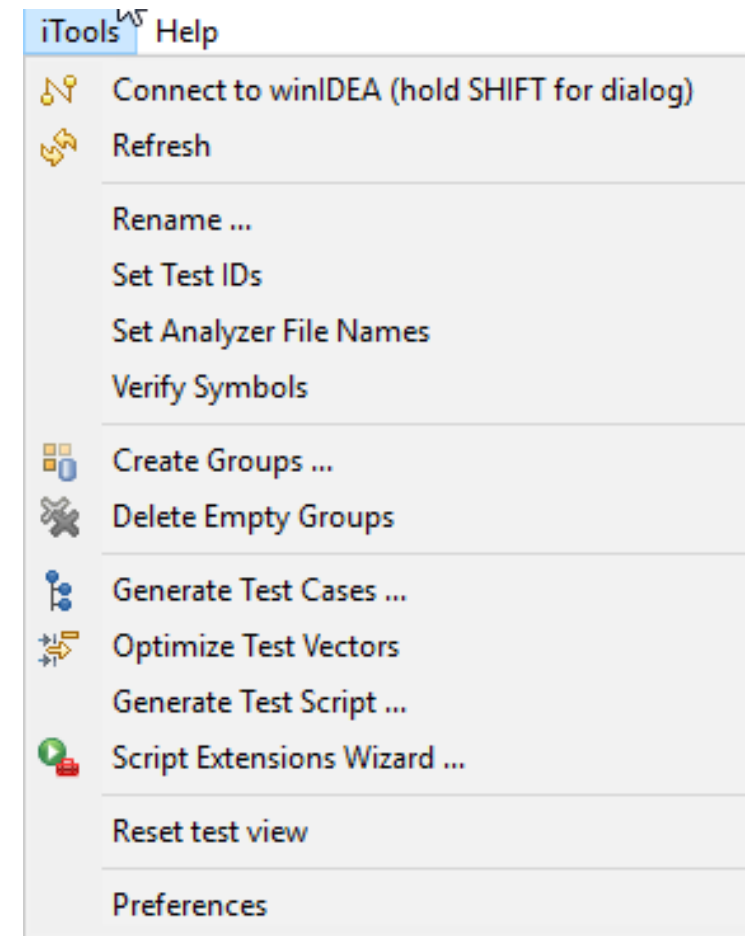 iTools Help
Connect to winIDEA (hold SHIFT for dialog)
Refresh
Rename ...
Set Test IDs
Set Analyzer File Names
Verify Symbols
Create Groups ...
Delete Empty Groups
Generate Test Cases ...
Optimize Test Vectors
Generate Test Script ...
Script Extensions Wizard ...
Reset test view
Preferences